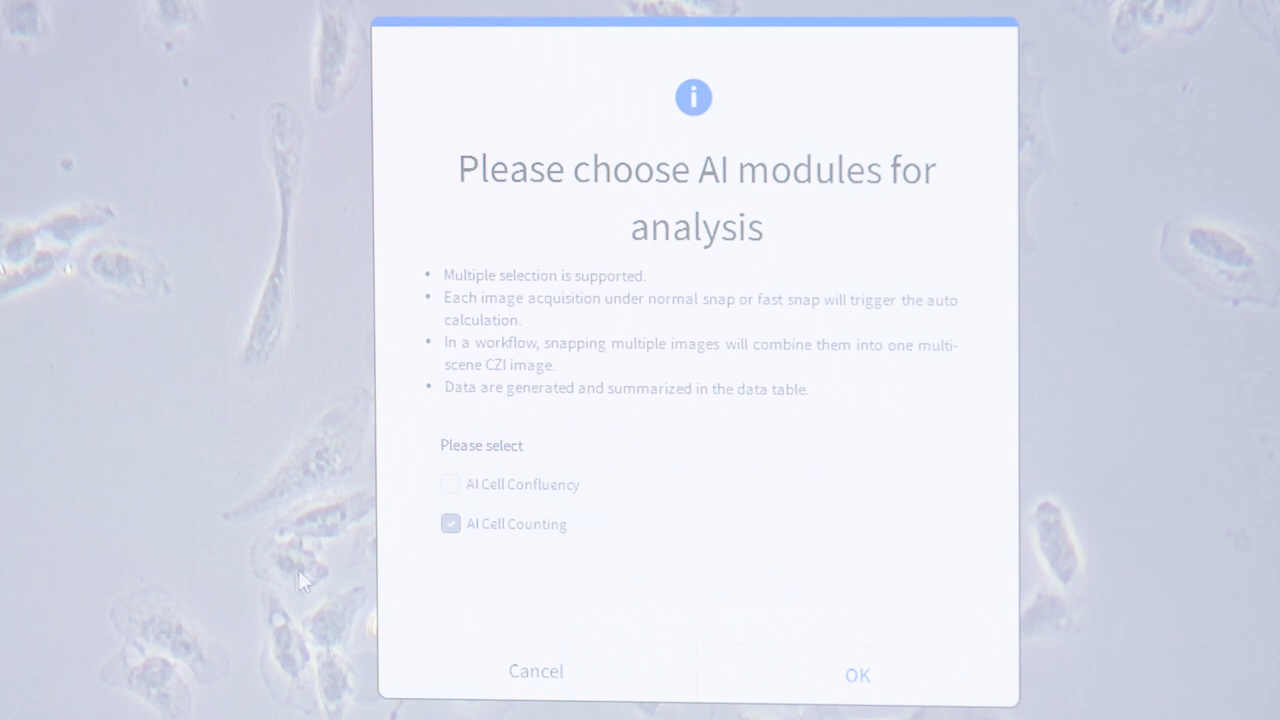 Please choose AI modules for
analysis
• Multiple selection is supported.
• Each image acquisition under normal snap or fast snap will trigger the auto
calculation.
• In a workflow, snapping multiple images will combine them into one multi-
scene CZI image.
• Data are generated and summarized in the data table.
Please select
AI Cell Confluency
AI Cell Counting
Cancel
OK